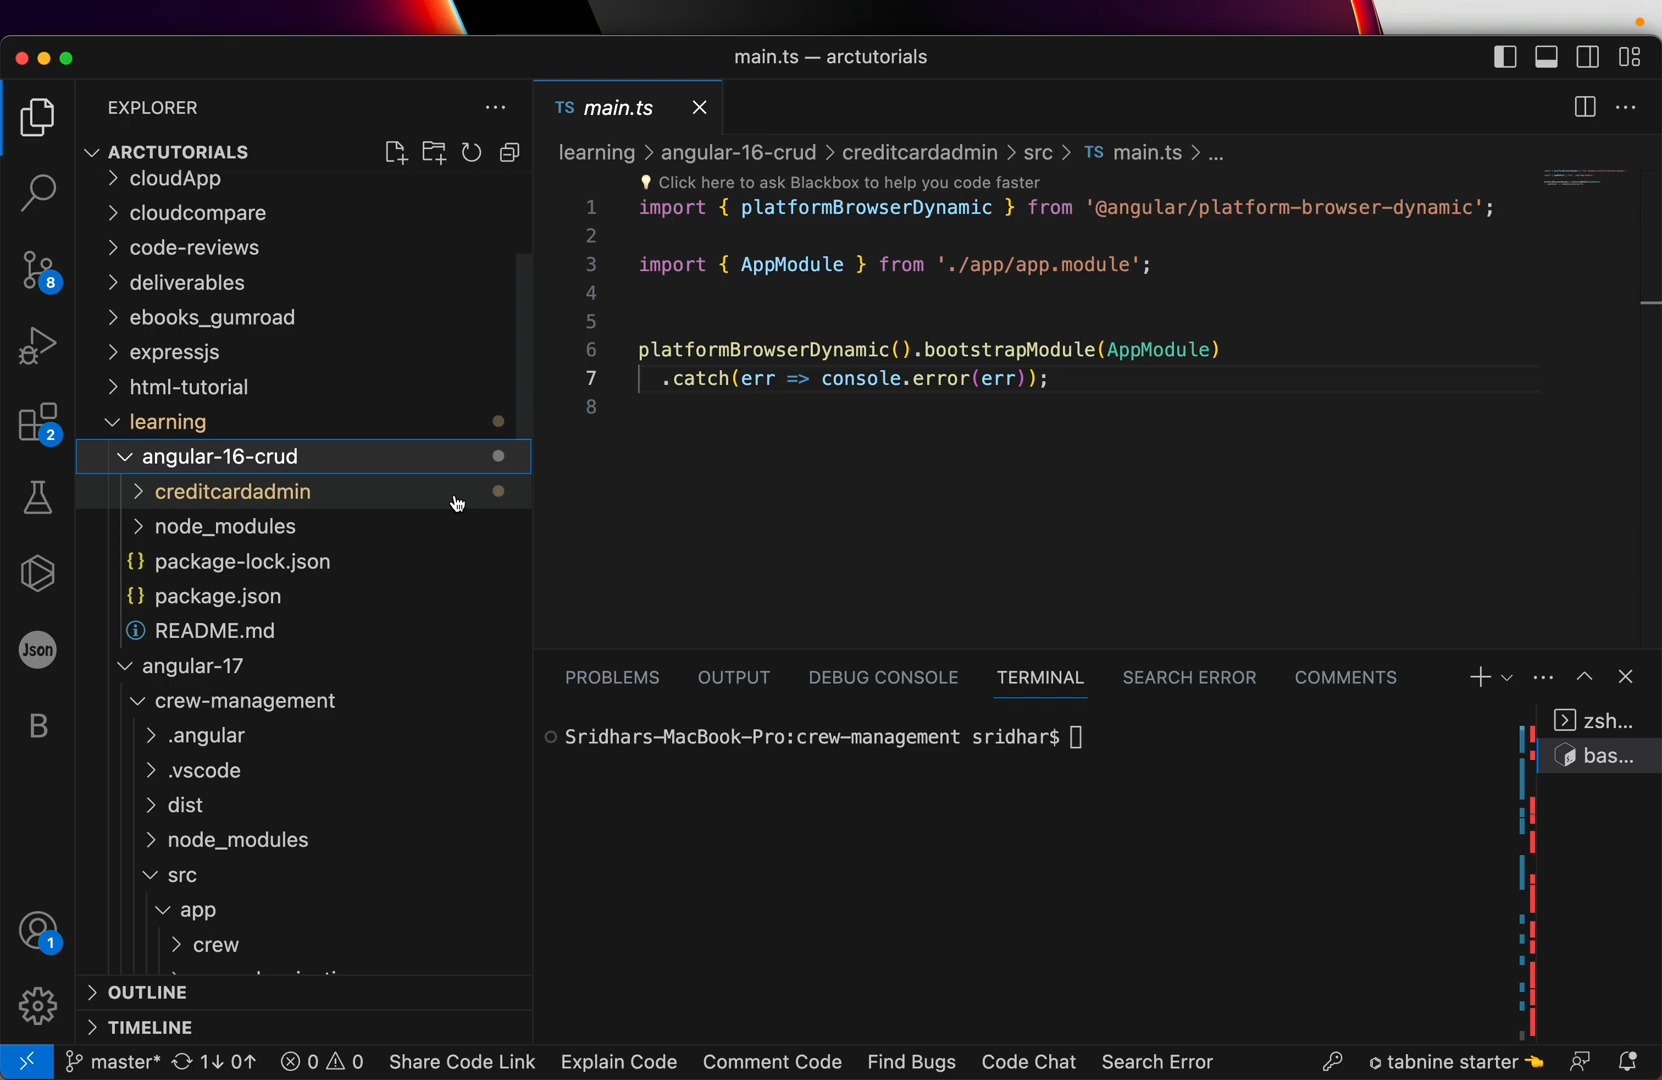 main.ts — arctutorials
EXPLORER
ARCTUTORIALS
cloudApp
cloudcompare
code-reviews
deliverables
ebooks_gumroad
expressjs
html-tutorial
learning
angular-16-crud
creditcardadmin
node_modules
{} package-lock.json
{} package.json
README.md
angular-17
crew-management
.angular
.vscode
dist
node_modules
src
app
crew
OUTLINE
TIMELINE
8
2
Json
B
1
TS main.ts
learning > angular-16-crud > creditcardadmin > src > TS main.ts > ...
Click here to ask Blackbox to help you code faster
1 import { platformBrowserDynamic } from '@angular/platform-browser-dynamic';
2
3 import { AppModule } from './app/app.module';
4
5
6 platformBrowserDynamic().bootstrapModule(AppModule)
7 .catch(err => console.error(err));
8
PROBLEMS OUTPUT DEBUG CONSOLE TERMINAL SEARCH ERROR COMMENTS
Sridhars-MacBook-Pro:crew-management sridhar$
zsh...
bas...
master* 1↓ 0↑ 0 0 Share Code Link Explain Code Comment Code Find Bugs Code Chat Search Error tabnine starter